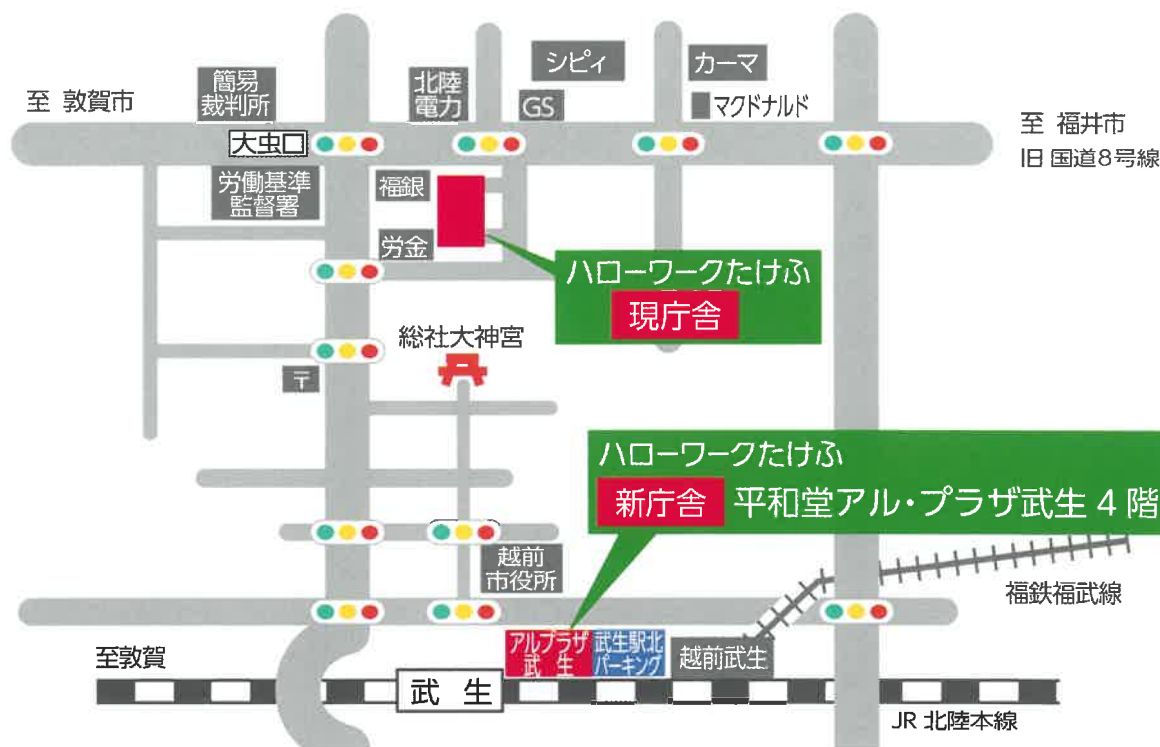 シピィ
カーマ
簡易
裁判所
北陸
電力
至 敦賀市
GS
マクドナルド
至 福井市
旧 国道8号線
大虫口
労働基準
監督署
福銀
労金
ハローワークたけふ
現庁舎
総社大神宮
〒
ハローワークたけふ
新庁舎 平和堂アル・プラザ武生 4 階
越前
市役所
福鉄福武線
アルプラザ
武生
武生駅北
パーキング
越前武生
至敦賀
武 生
JR 北陸本線